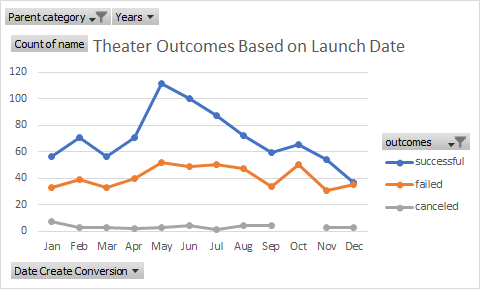 Parent category Years
Count of name
Theater Outcomes Based on Launch Date
120
100
80
60
40
20
0
Jan Feb Mar Apr May Jun Jul Aug Sep Oct Nov Dec
outcomes
successful
failed
canceled
Date Create Conversion